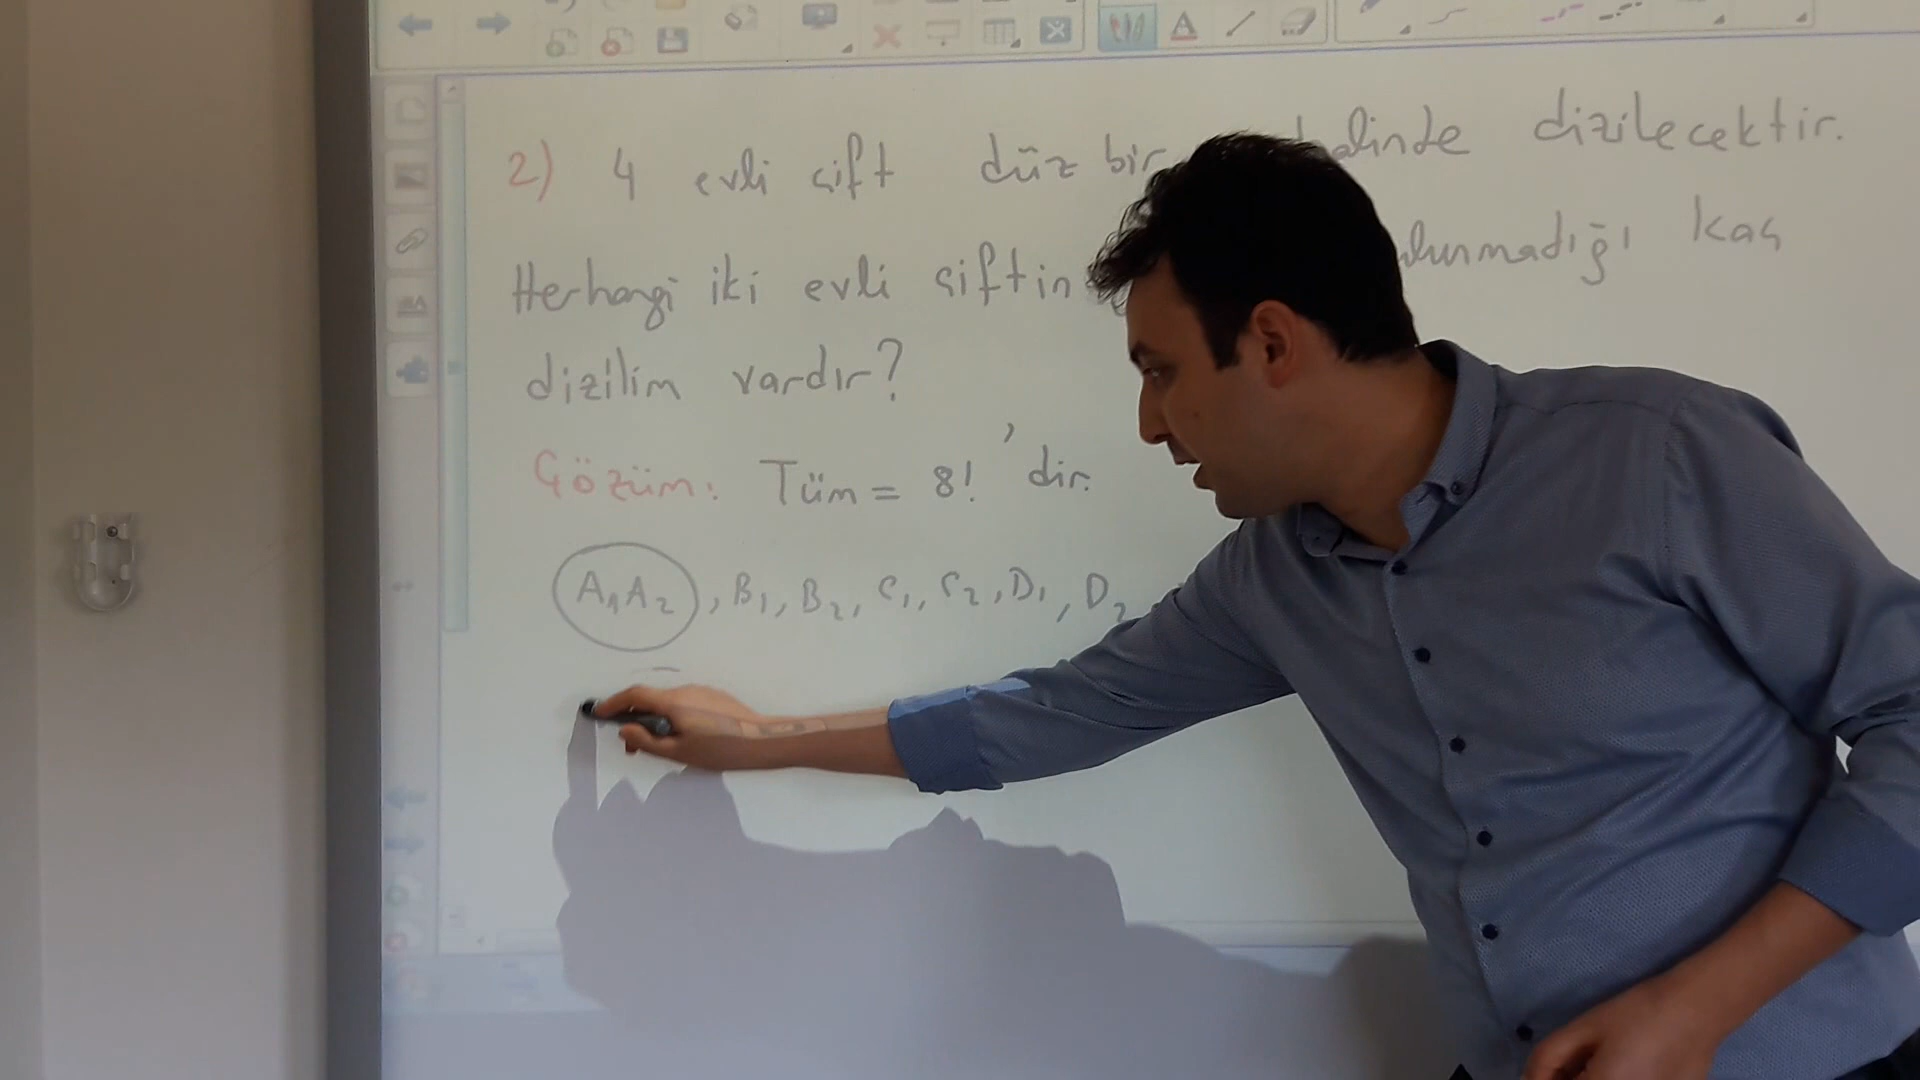 2) 4 evli çift düz bir halinde dizilecektir.
Herhangi iki evli çiftin kaç
dizilim vardır?
Çözüm: Tüm = 8! 'dir.
A₁A₂, B₁, B₂, C₁, C₂, D₁, D₂